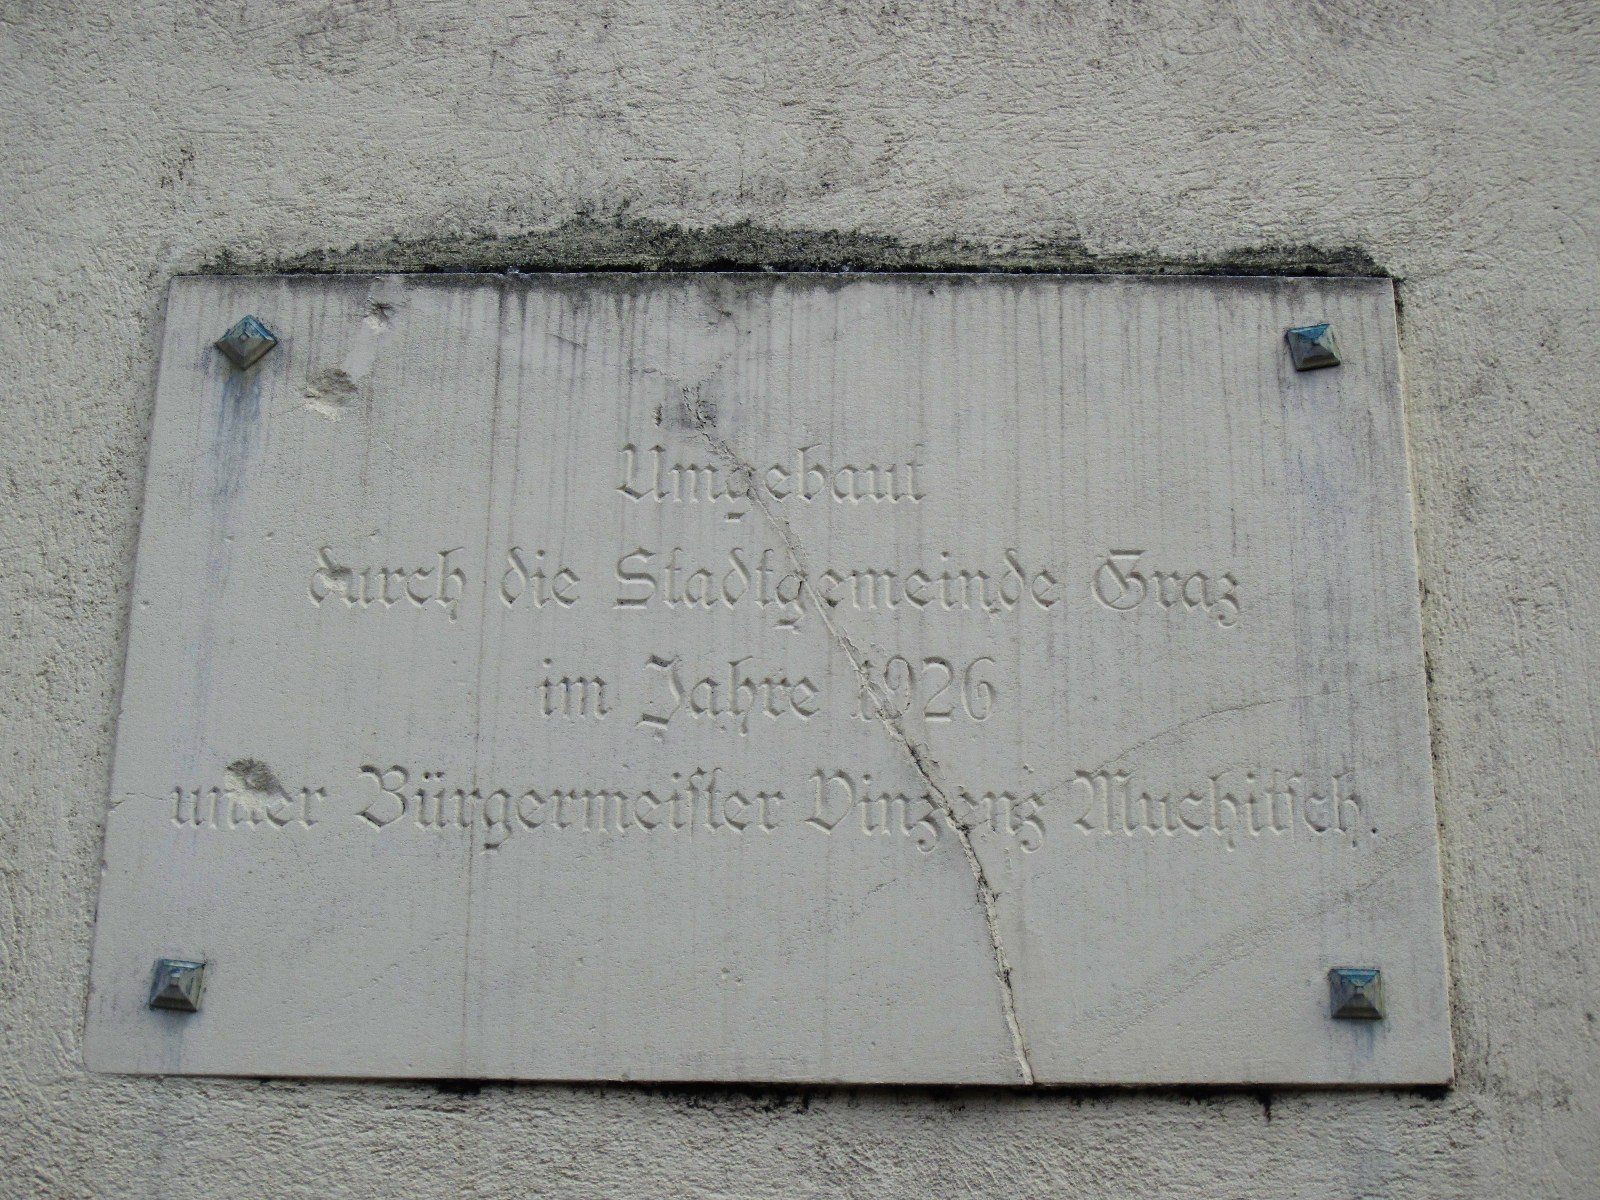 Umgebaut
durch die Stadtgemeinde Graz
im Jahre 1926
unter Bürgermeiſter Vinzenz Muchitſch.